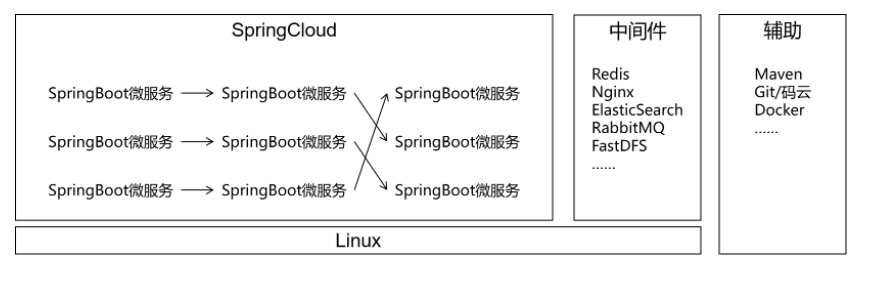 SpringCloud
SpringBoot微服务 SpringBoot微服务 SpringBoot微服务
SpringBoot微服务 SpringBoot微服务 SpringBoot微服务
SpringBoot微服务 SpringBoot微服务 SpringBoot微服务
中间件
Redis
Nginx
ElasticSearch
RabbitMQ
FastDFS
......
辅助
Maven
Git/码云
Docker
......
Linux